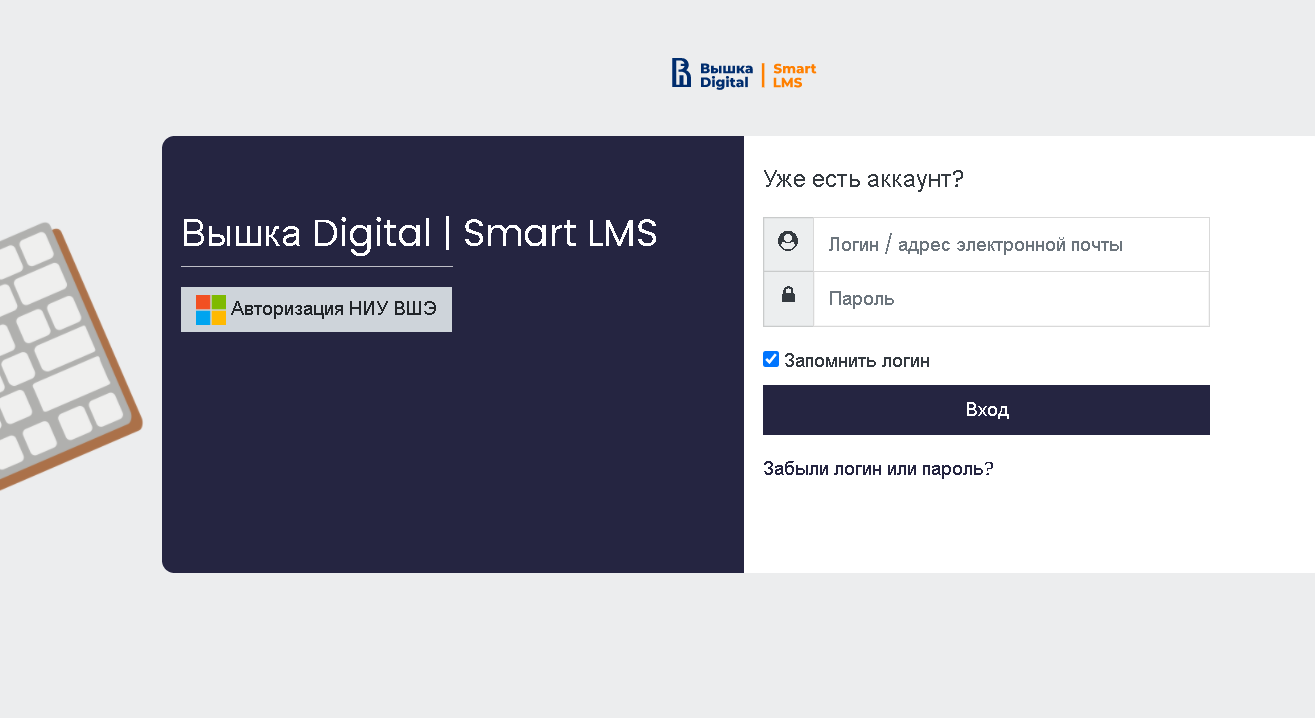 Вышка | Smart
Digital | LMS
Вышка Digital | Smart LMS
Авторизация НИУ ВШЭ
Уже есть аккаунт?
Логин / адрес электронной почты
Пароль
Запомнить логин
Вход
Забыли логин или пароль?